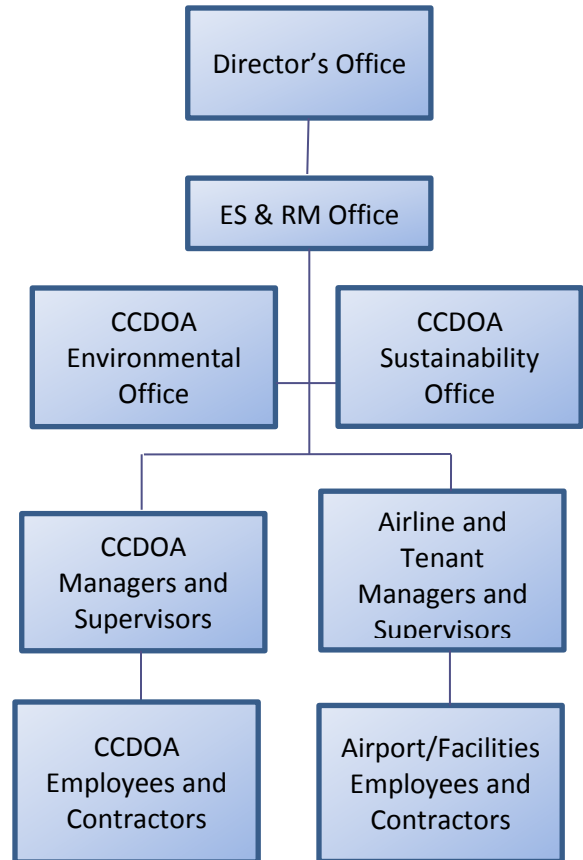 Director’s Office
ES & RM Office
CCDOA
Environmental
Office
CCDOA
Sustainability
Office
CCDOA
Managers and
Supervisors
Airline and
Tenant
Managers and
Supervisors
CCDOA
Employees and
Contractors
Airport/Facilities
Employees and
Contractors